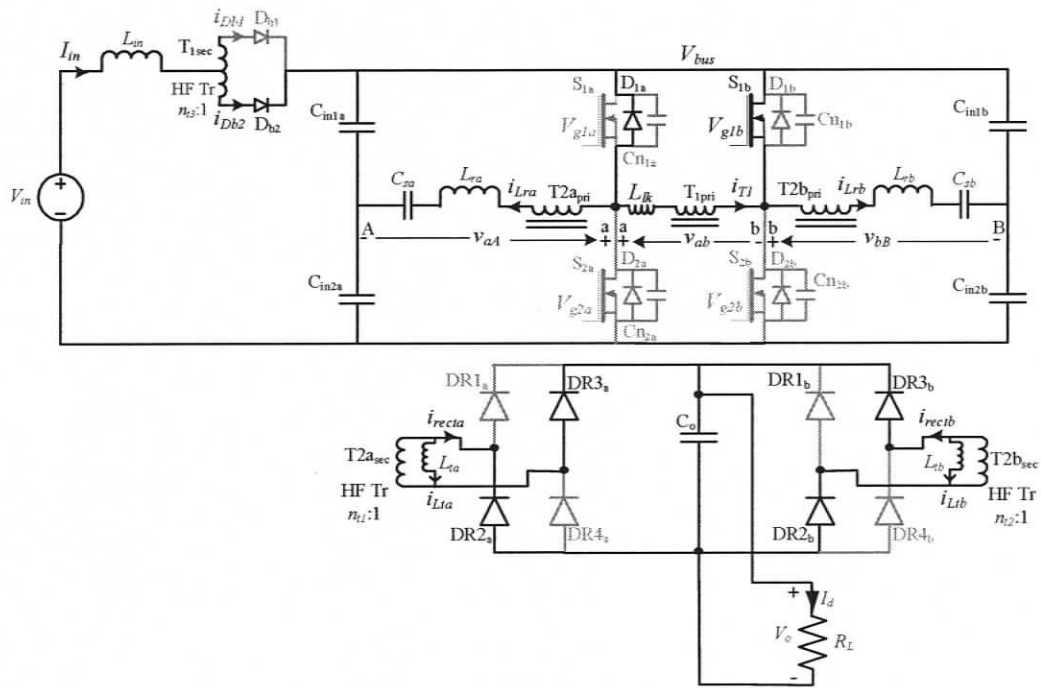 I_in
L_in
T_1sec
HF Tr
n_t3:1
i_Db1
D_b1
i_Db2
D_b2
V_bus
V_in
+
-
C_in1a
C_in2a
C_sa
L_ra
i_Lra
T2a_pri
L_lk
T_1pri
i_T1
T2b_pri
i_Lrb
L_rb
C_sb
S_1a
D_1a
V_g1a
Cn_1a
S_1b
D_1b
V_g1b
Cn_1b
C_in1b
A
-
v_aA
a
+
a
+
v_ab
b
-
b
+
v_bB
B
-
S_2a
D_2a
V_g2a
Cn_2a
S_2b
D_2b
V_g2b
Cn_2b
C_in2b
DR1_a
DR3_a
DR1_b
DR3_b
i_recta
T2a_sec
L_ta
i_Lta
HF Tr
n_t1:1
DR2_a
DR4_a
C_o
i_rectb
L_tb
T2b_sec
i_Ltb
HF Tr
n_t2:1
DR2_b
DR4_b
+
I_d
V_o
R_L
-